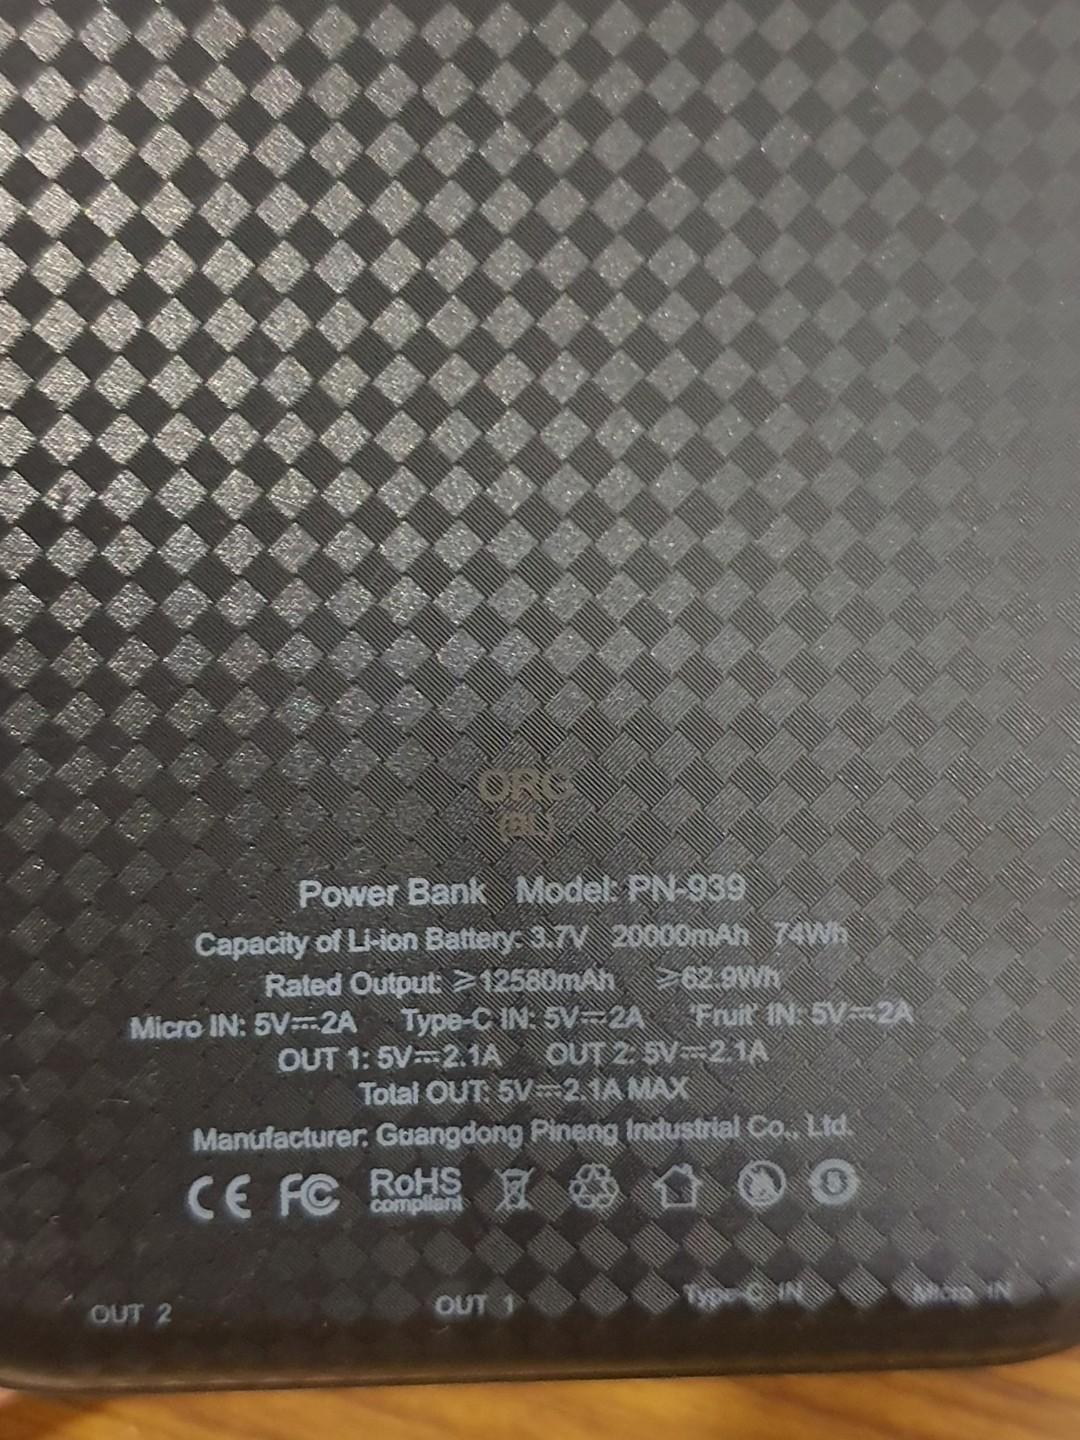 ORG
(SL)
Power Bank Model: PN-939
Capacity of Li-ion Battery: 3.7V 20000mAh 74Wh
Rated Output: ≥12580mAh ≥62.9Wh
Micro IN: 5V⎓2A Type-C IN: 5V⎓2A 'Fruit' IN: 5V⎓2A
OUT 1: 5V⎓2.1A OUT 2: 5V⎓2.1A
Total OUT: 5V⎓2.1A MAX
Manufacturer: Guangdong Pineng Industrial Co., Ltd.
CE FC RoHS
compliant
OUT 2 OUT 1 Type-C IN Micro IN